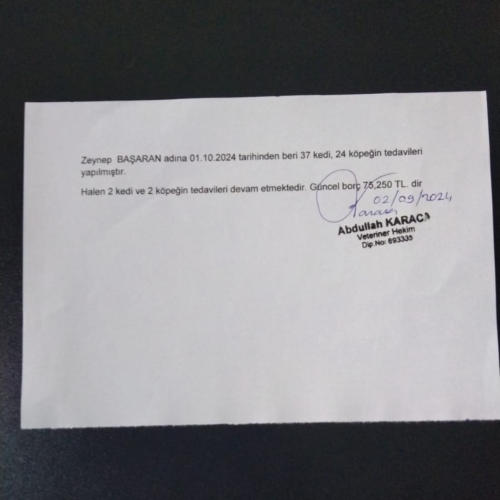 Zeynep BAŞARAN adına 01.10.2024 tarihinden beri 37 kedi, 24 köpeğin tedavileri
yapılmıştır.
Halen 2 kedi ve 2 köpeğin tedavileri devam etmektedir. Güncel borç 75,250 TL. dir
02/09/2024
Karaca
Abdullah KARACA
Veteriner Hekim
Dip.No: 693335